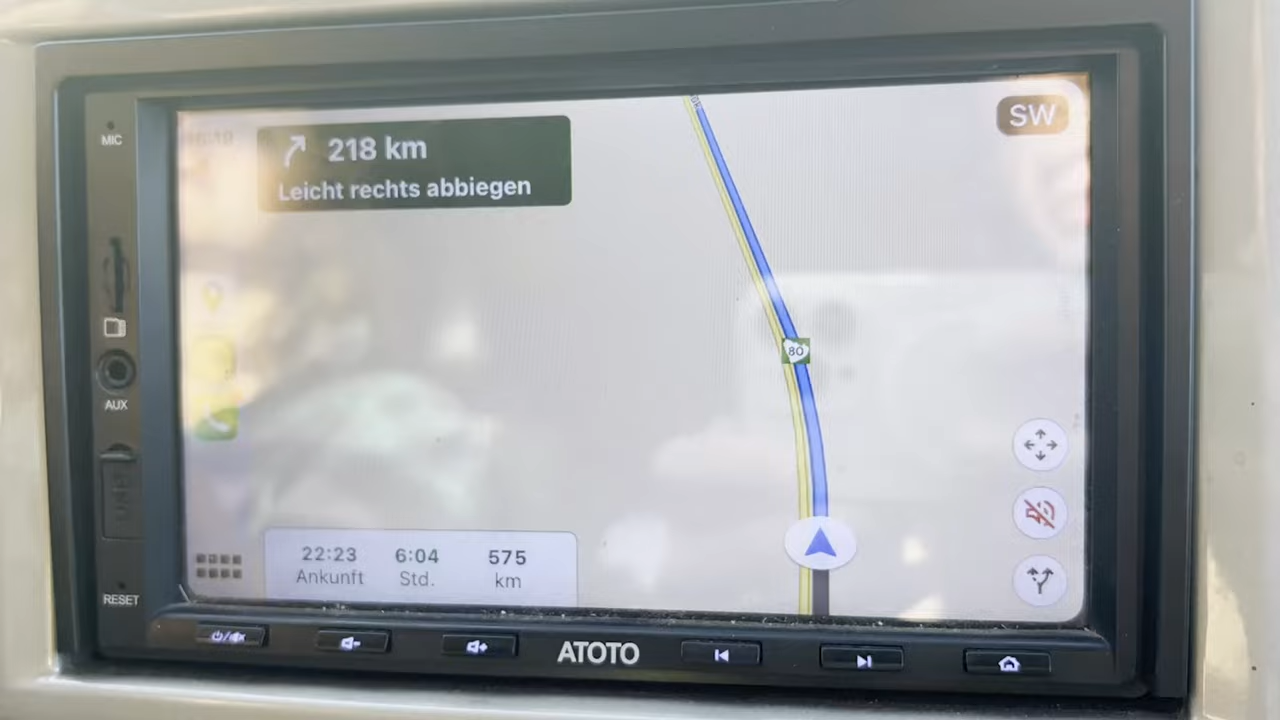 MIC
218 km
Leicht rechts abbiegen
SW
80
AUX
22:23 6:04 575
Ankunft Std. km
RESET
ATOTO